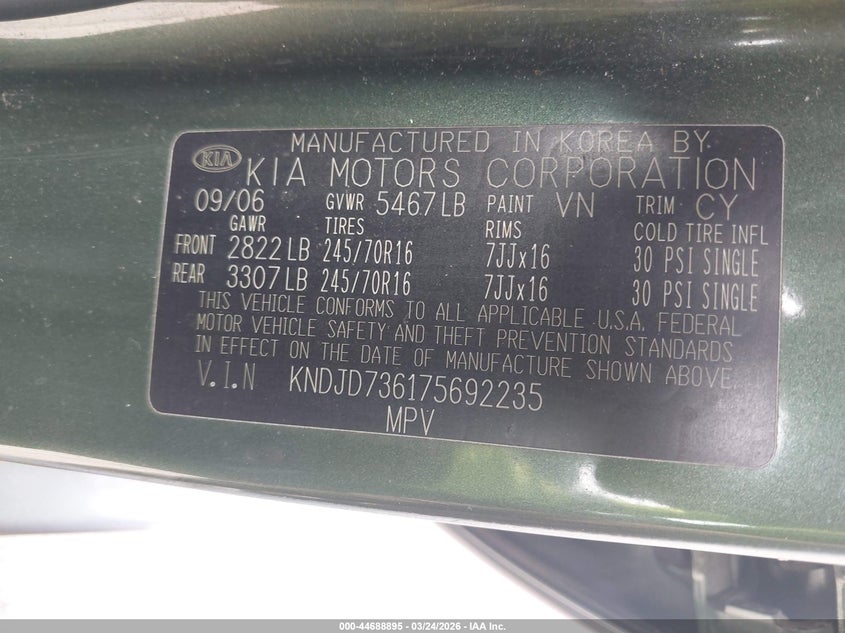 MANUFACTURED IN KOREA BY
KIA KIA MOTORS CORPORATION
09/06 GVWR 5467LB PAINT VN TRIM CY
GAWR TIRES RIMS COLD TIRE INFL
FRONT 2822LB 245/70R16 7JJx16 30 PSI SINGLE
REAR 3307LB 245/70R16 7JJx16 30 PSI SINGLE
THIS VEHICLE CONFORMS TO ALL APPLICABLE U.S.A. FEDERAL
MOTOR VEHICLE SAFETY AND THEFT PREVENTION STANDARDS
IN EFFECT ON THE DATE OF MANUFACTURE SHOWN ABOVE.
V.I.N KNDJD736175692235
MPV
000-44688895 - 03/24/2026 - IAA Inc.